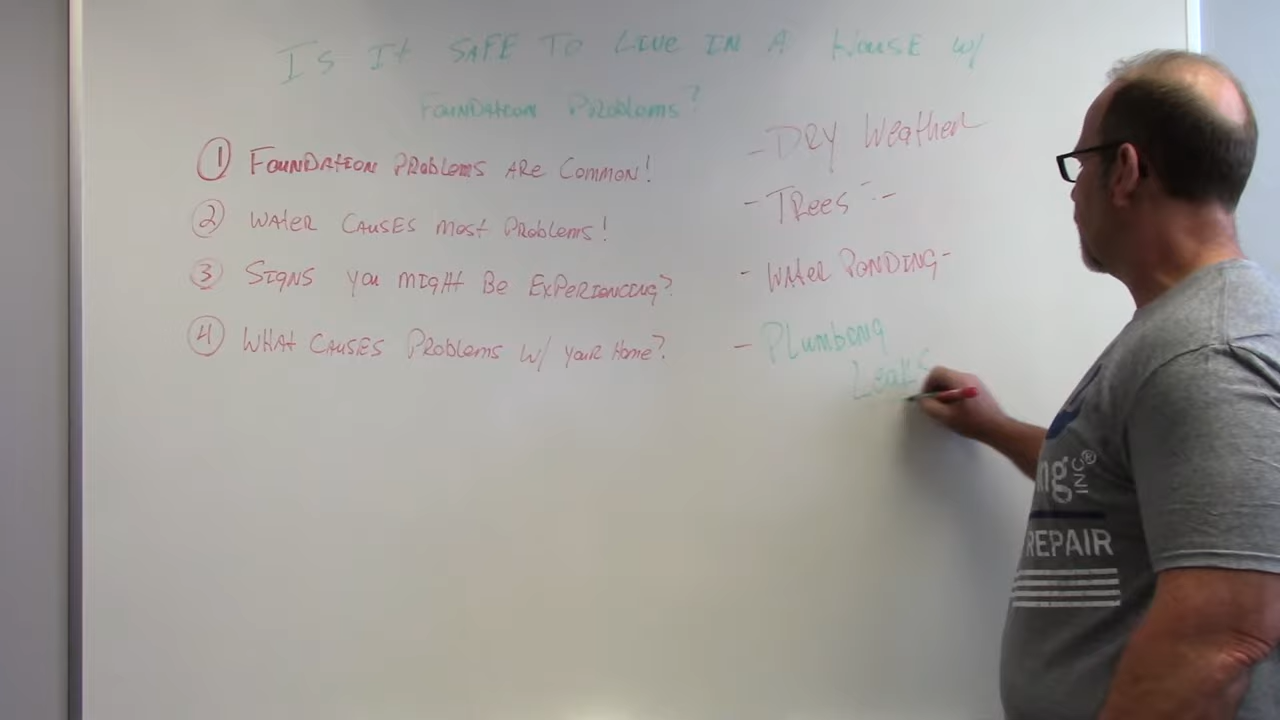 Is It SAFE TO LIVE IN A HOUSE w/
FOUNDATION PROBLEMS?
① FOUNDATION PROBLEMS ARE COMMON!
② WATER CAUSES MOST PROBLEMS!
③ SIGNS YOU MIGHT BE EXPERIENCING?
④ WHAT CAUSES PROBLEMS W/ YOUR HOME?
- DRY Weather
- TRees -
- WATER PONDING -
- Plumbing
Leaks
ng INC®
REPAIR